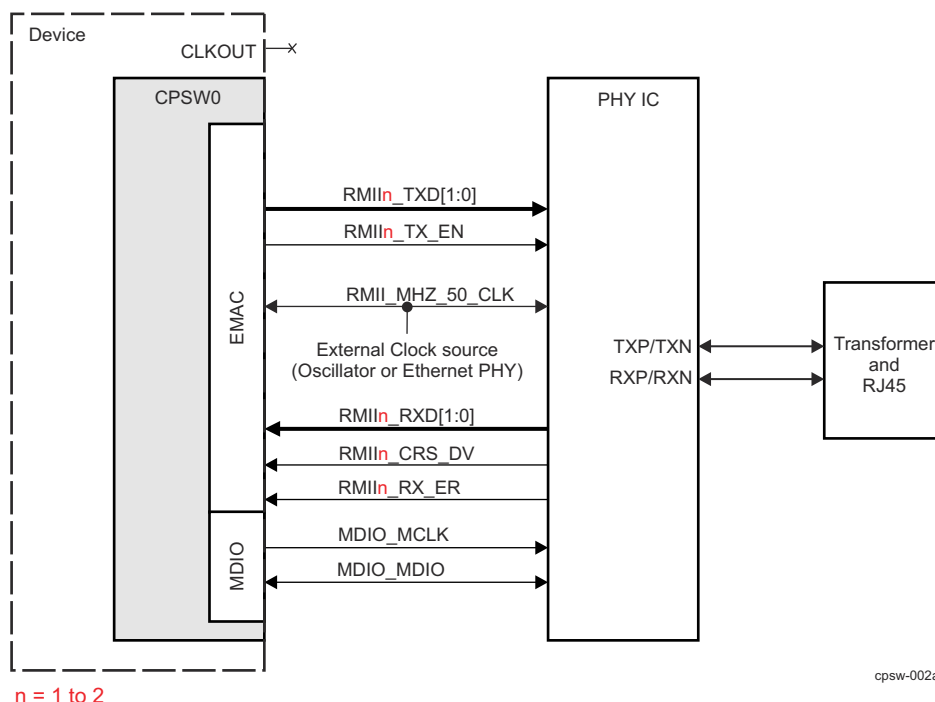 Device
CLKOUT
CPSW0
PHY IC
RMIIn_TXD[1:0]
RMIIn_TX_EN
RMII_MHZ_50_CLK
EMAC
External Clock source
(Oscillator or Ethernet PHY)
TXP/TXN
RXP/RXN
Transformer
and
RJ45
RMIIn_RXD[1:0]
RMIIn_CRS_DV
RMIIn_RX_ER
MDIO
MDIO_MCLK
MDIO_MDIO
cpsw-002a
n = 1 to 2